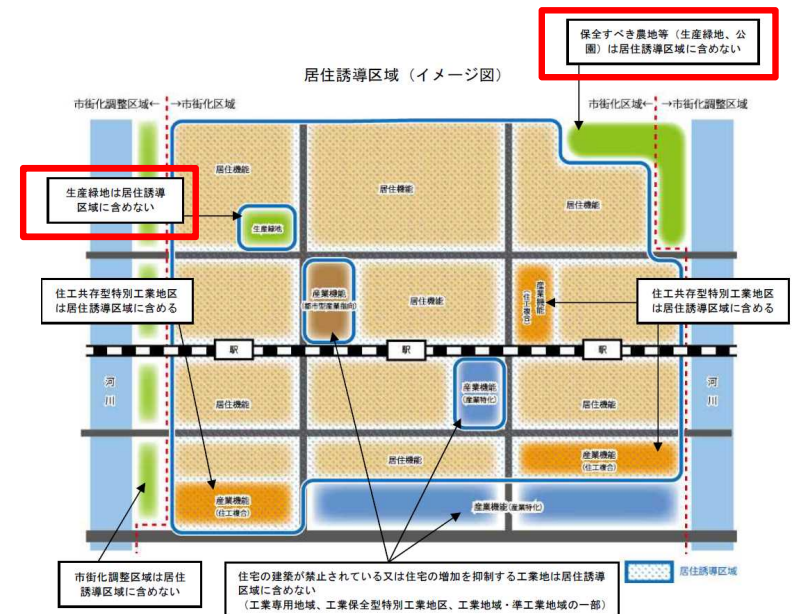 保全すべき農地等（生産緑地、公
園）は居住誘導区域に含めない
居住誘導区域（イメージ図）
市街化調整区域← →市街化区域
市街化区域← →市街化調整区域
居住機能
居住機能
居住機能
生産緑地は居住誘導
区域に含めない
生産緑地
住工共存型特別工業地区
は居住誘導区域に含める
産業機能
(都市型産業指向)
居住機能
産業機能
(住工複合)
住工共存型特別工業地区
は居住誘導区域に含める
駅
駅
駅
河川
居住機能
産業機能
(産業特化)
居住機能
河川
居住機能
産業機能
(住工複合)
産業機能
(住工複合)
産業機能(産業特化)
市街化調整区域は居住
誘導区域に含めない
住宅の建築が禁止されている又は住宅の増加を抑制する工業地は居住誘導
区域に含めない
（工業専用地域、工業保全型特別工業地区、工業地域・準工業地域の一部）
居住誘導区域